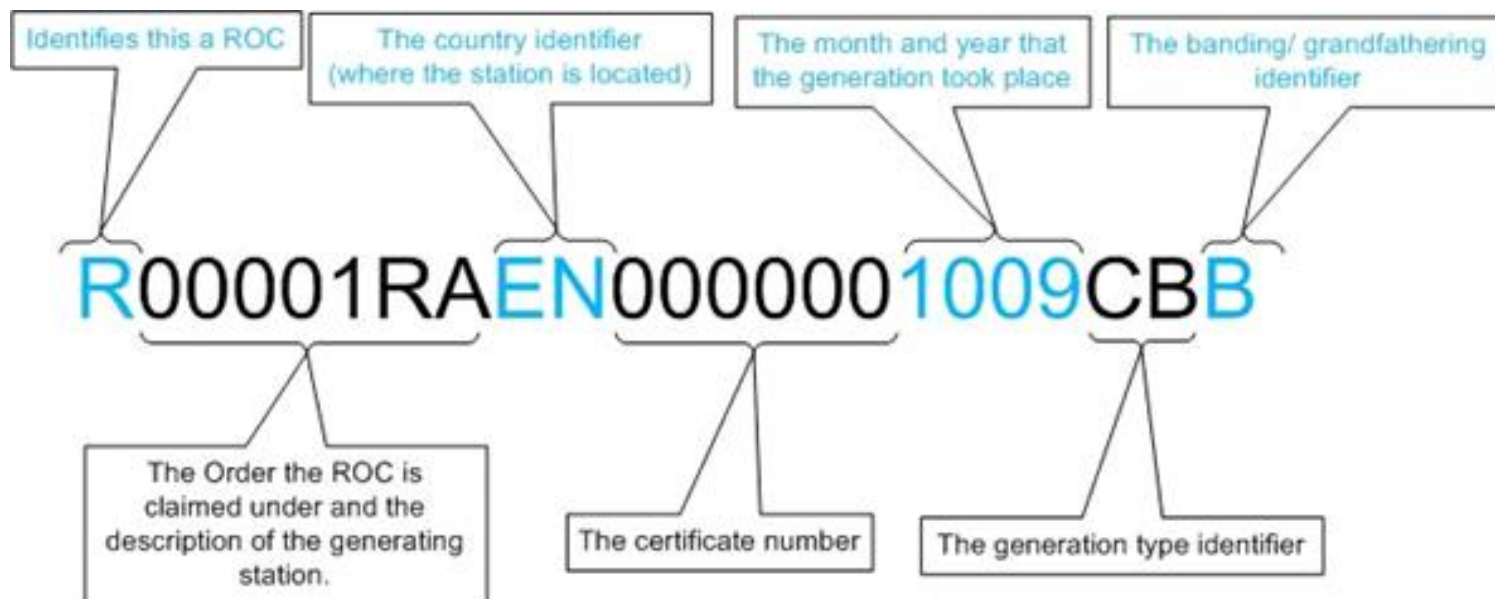 Identifies this a ROC
The country identifier
(where the station is located)
The month and year that
the generation took place
The banding/ grandfathering
identifier
R00001RAEN0000001009CBB
The Order the ROC is
claimed under and the
description of the generating
station.
The certificate number
The generation type identifier